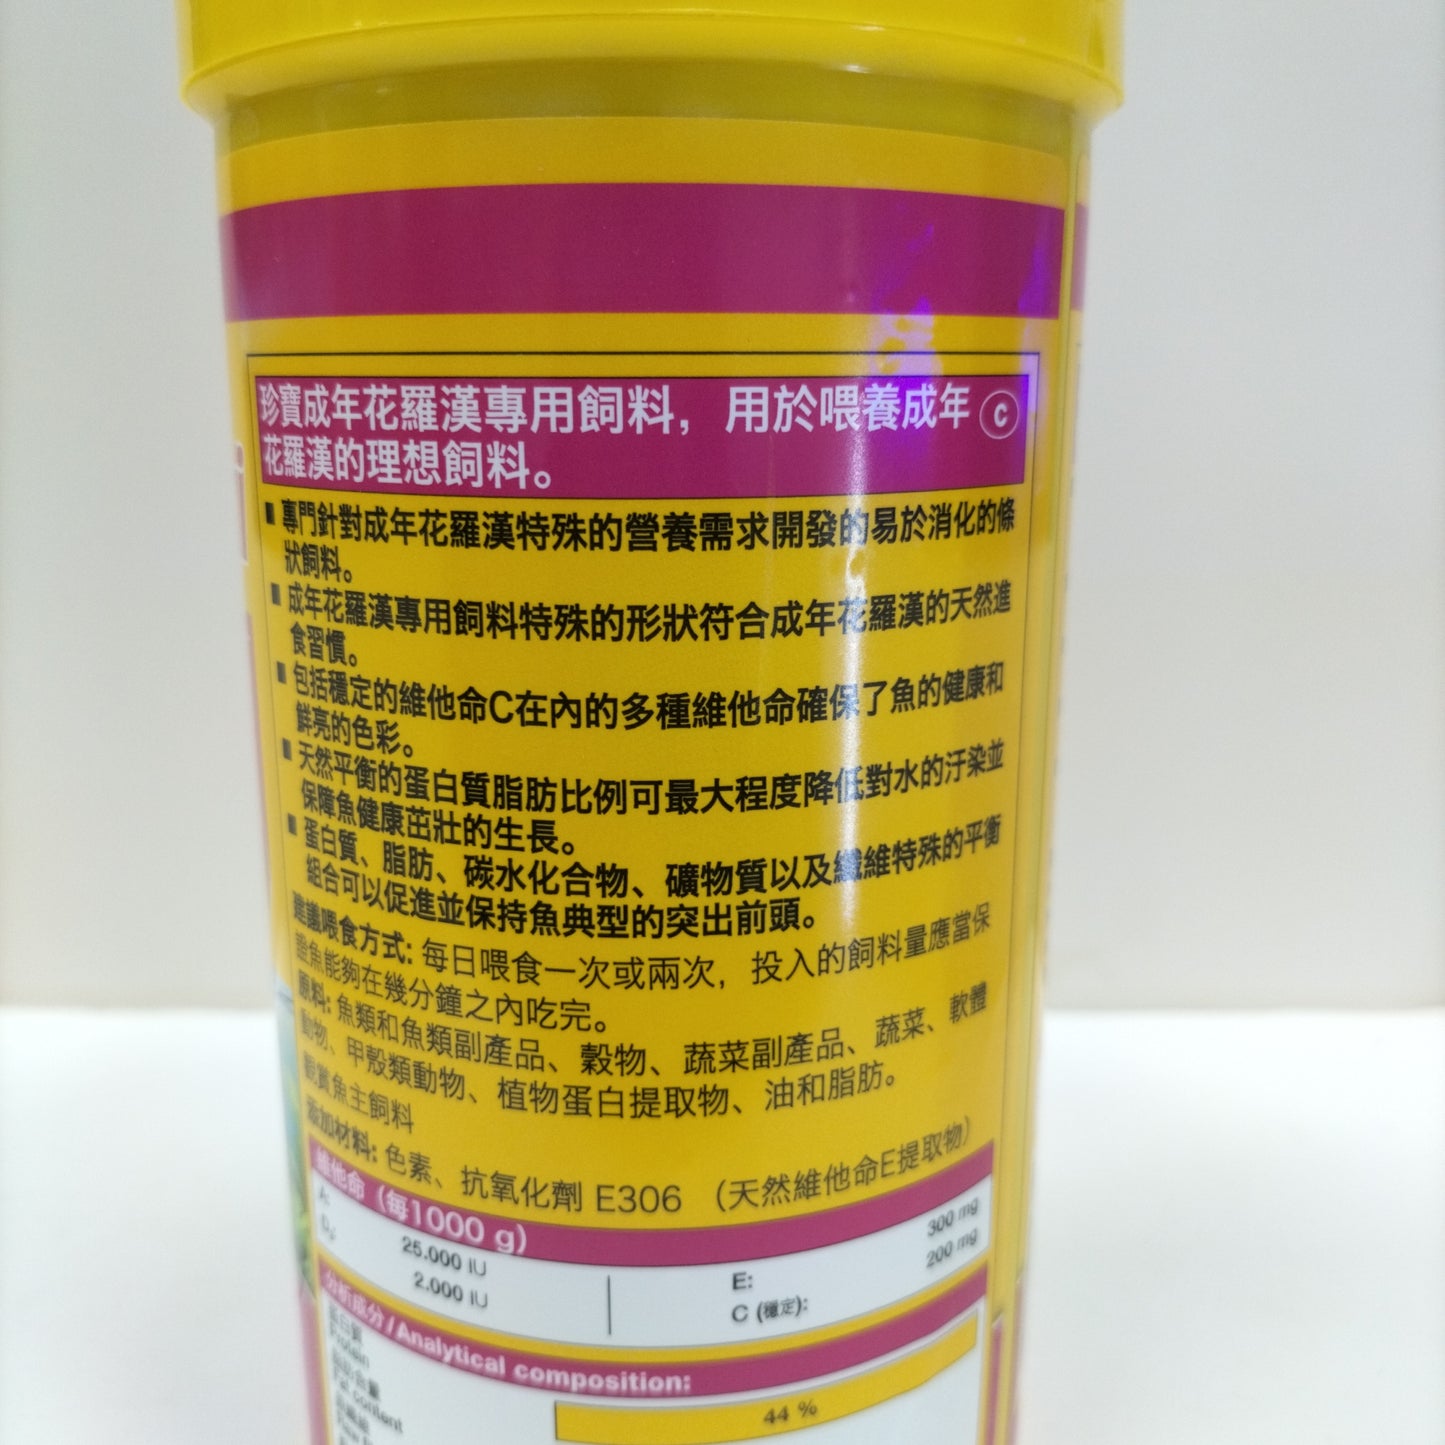 珍寶成年花羅漢專用飼料，用於喂養成年 C
花羅漢的理想飼料。
■ 專門針對成年花羅漢特殊的營養需求開發的易於消化的條
狀飼料。
■ 成年花羅漢專用飼料特殊的形狀符合成年花羅漢的天然進
食習慣。
■ 包括穩定的維他命C在內的多種維他命確保了魚的健康和
鮮亮的色彩。
■ 天然平衡的蛋白質脂肪比例可最大程度降低對水的汙染並
保障魚健康茁壯的生長。
■ 蛋白質、脂肪、碳水化合物、礦物質以及纖維特殊的平衡
組合可以促進並保持魚典型的突出前頭。
建議喂食方式: 每日喂食一次或兩次，投入的飼料量應當保
證魚能夠在幾分鐘之內吃完。
原料: 魚類和魚類副產品、穀物、蔬菜副產品、蔬菜、軟體
動物、甲殼類動物、植物蛋白提取物、油和脂肪。
觀賞魚主飼料
添加材料: 色素、抗氧化劑 E306 （天然維他命E提取物）
維他命（每1000 g）
A: 25.000 IU E: 300 mg
D₃: 2.000 IU C (穩定): 200 mg
分析成分 / Analytical composition:
蛋白質
Protein 44 %
脂肪含量
Fat content